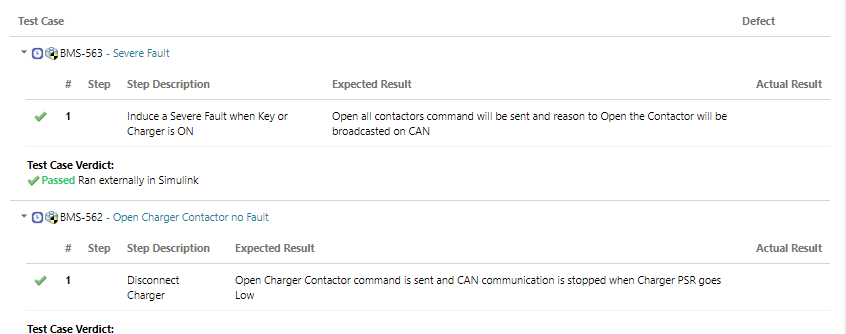 Test Case Defect
BMS-563 - Severe Fault
# Step Step Description Expected Result Actual Result
1 Induce a Severe Fault when Key or Open all contactors command will be sent and reason to Open the Contactor will be
Charger is ON broadcasted on CAN
Test Case Verdict:
Passed Ran externally in Simulink
BMS-562 - Open Charger Contactor no Fault
# Step Step Description Expected Result Actual Result
1 Disconnect Open Charger Contactor command is sent and CAN communication is stopped when Charger PSR goes
Charger Low
Test Case Verdict: